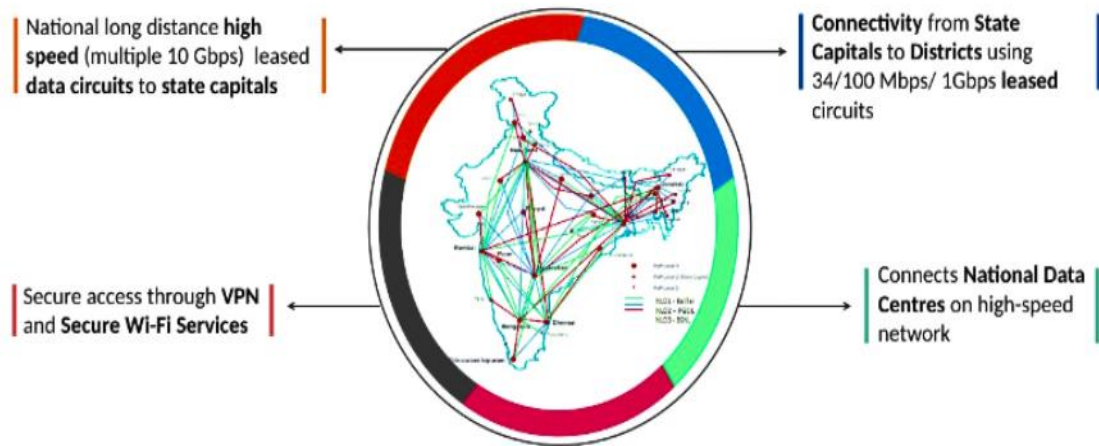 National long distance high
speed (multiple 10 Gbps) leased
data circuits to state capitals
Connectivity from State
Capitals to Districts using
34/100 Mbps/ 1Gbps leased
circuits
Secure access through VPN
and Secure Wi-Fi Services
Connects National Data
Centres on high-speed
network
Mumbai
Chennai